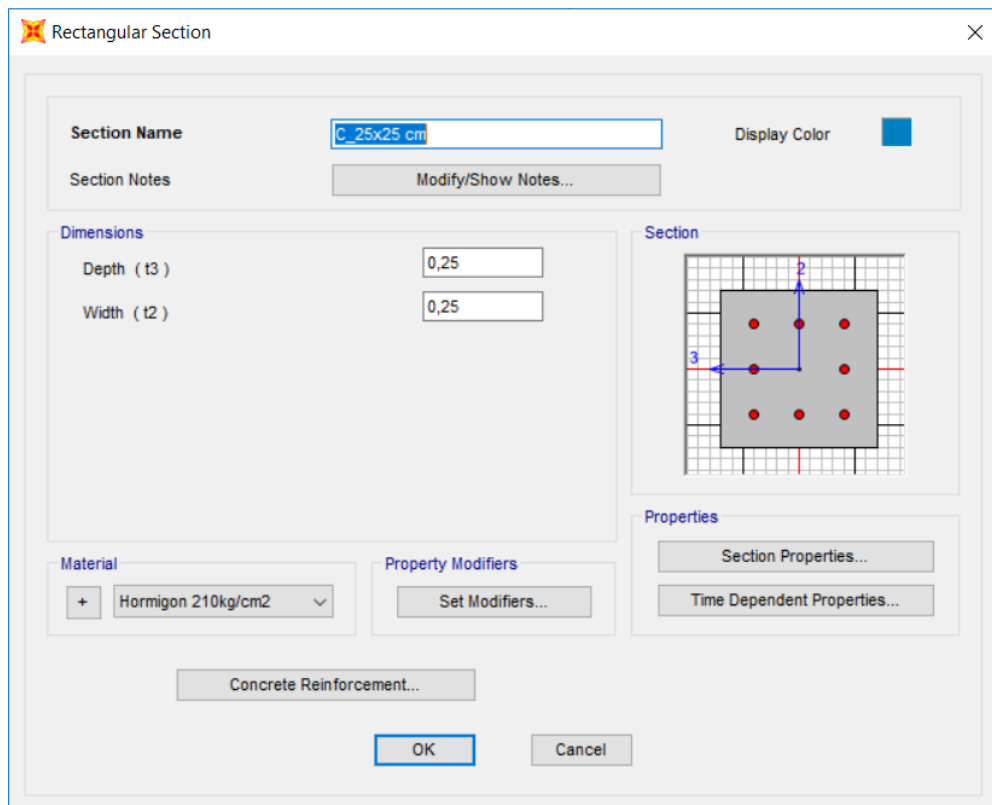 Rectangular Section
Section Name
C_25x25 cm
Display Color
Section Notes
Modify/Show Notes...
Dimensions
Depth  ( t3 )
0,25
Width  ( t2 )
0,25
Section
2
3
Properties
Section Properties...
Time Dependent Properties...
Material
+
Hormigon 210kg/cm2
Property Modifiers
Set Modifiers...
Concrete Reinforcement...
OK
Cancel